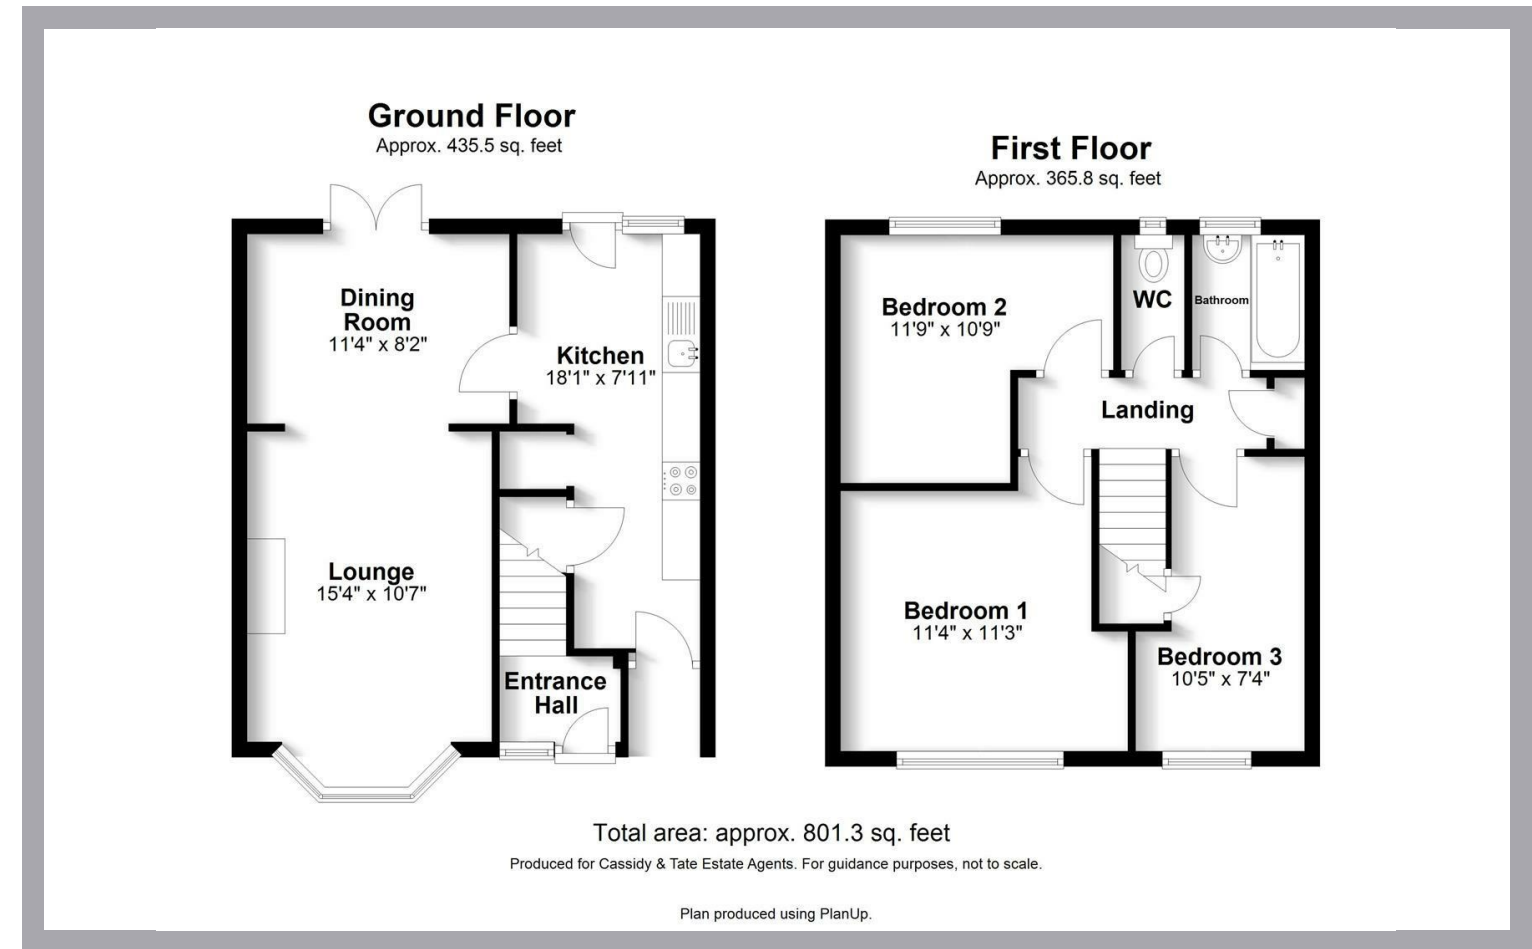 Ground Floor
Approx. 435.5 sq. feet
Dining
Room
11'4" x 8'2"
Kitchen
18'1" x 7'11"
Lounge
15'4" x 10'7"
Entrance
Hall
First Floor
Approx. 365.8 sq. feet
Bedroom 2
11'9" x 10'9"
WC
Bathroom
Landing
Bedroom 1
11'4" x 11'3"
Bedroom 3
10'5" x 7'4"
Total area: approx. 801.3 sq. feet
Produced for Cassidy & Tate Estate Agents. For guidance purposes, not to scale.
Plan produced using PlanUp.